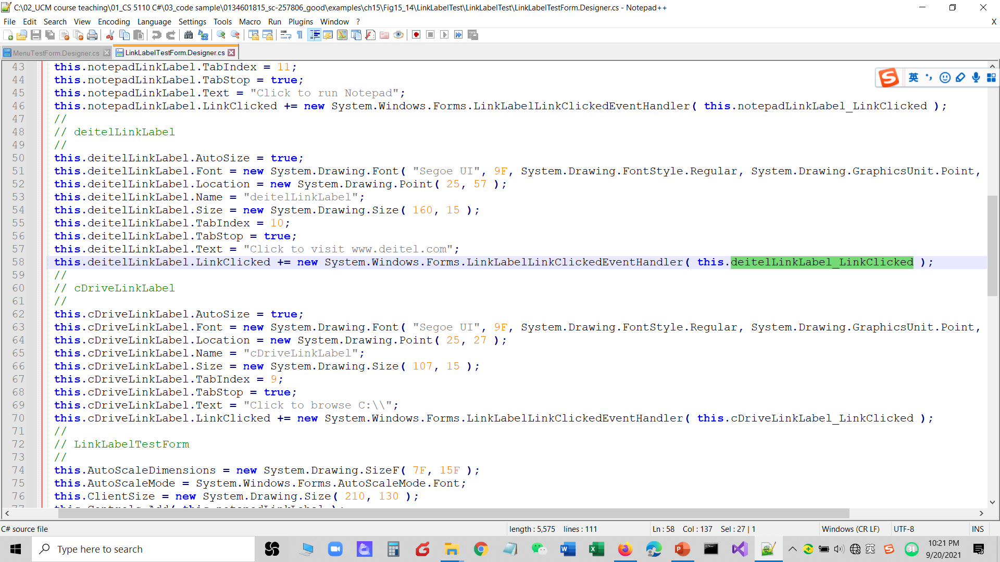 C:\02_UCM course teaching\01_CS 5110 C#\03_code sample\0134601815_sc-257806_good\examples\ch15\Fig15_14\LinkLabelTest\LinkLabelTest\LinkLabelTestForm.Designer.cs - Notepad++
File Edit Search View Encoding Language Settings Tools Macro Run Plugins Window ? X
MenuTestForm.Designer.cs LinkLabelTestForm.Designer.cs
43 this.notepadLinkLabel.TabIndex = 11;
44 this.notepadLinkLabel.TabStop = true;
45 this.notepadLinkLabel.Text = "Click to run Notepad";
46 this.notepadLinkLabel.LinkClicked += new System.Windows.Forms.LinkLabelLinkClickedEventHandler( this.notepadLinkLabel_LinkClicked );
47 //
48 // deitelLinkLabel
49 //
50 this.deitelLinkLabel.AutoSize = true;
51 this.deitelLinkLabel.Font = new System.Drawing.Font( "Segoe UI", 9F, System.Drawing.FontStyle.Regular, System.Drawing.GraphicsUnit.Point,
52 this.deitelLinkLabel.Location = new System.Drawing.Point( 25, 57 );
53 this.deitelLinkLabel.Name = "deitelLinkLabel";
54 this.deitelLinkLabel.Size = new System.Drawing.Size( 160, 15 );
55 this.deitelLinkLabel.TabIndex = 10;
56 this.deitelLinkLabel.TabStop = true;
57 this.deitelLinkLabel.Text = "Click to visit www.deitel.com";
58 this.deitelLinkLabel.LinkClicked += new System.Windows.Forms.LinkLabelLinkClickedEventHandler( this.deitelLinkLabel_LinkClicked );
59 //
60 // cDriveLinkLabel
61 //
62 this.cDriveLinkLabel.AutoSize = true;
63 this.cDriveLinkLabel.Font = new System.Drawing.Font( "Segoe UI", 9F, System.Drawing.FontStyle.Regular, System.Drawing.GraphicsUnit.Point,
64 this.cDriveLinkLabel.Location = new System.Drawing.Point( 25, 27 );
65 this.cDriveLinkLabel.Name = "cDriveLinkLabel";
66 this.cDriveLinkLabel.Size = new System.Drawing.Size( 107, 15 );
67 this.cDriveLinkLabel.TabIndex = 9;
68 this.cDriveLinkLabel.TabStop = true;
69 this.cDriveLinkLabel.Text = "Click to browse C:\\";
70 this.cDriveLinkLabel.LinkClicked += new System.Windows.Forms.LinkLabelLinkClickedEventHandler( this.cDriveLinkLabel_LinkClicked );
71 //
72 // LinkLabelTestForm
73 //
74 this.AutoScaleDimensions = new System.Drawing.SizeF( 7F, 15F );
75 this.AutoScaleMode = System.Windows.Forms.AutoScaleMode.Font;
76 this.ClientSize = new System.Drawing.Size( 210, 130 );
77 this.Controls.Add( this.notepadLinkLabel );
英
C# source file length : 5,575 lines : 111 Ln : 58 Col : 137 Sel : 27 | 1 Windows (CR LF) UTF-8 INS
Type here to search
英 31
10:21 PM
9/20/2021